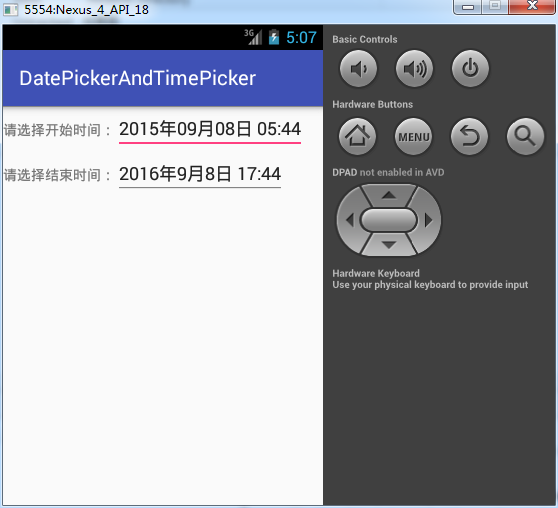 5554:Nexus_4_API_18
3G 5:07
DatePickerAndTimePicker
请选择开始时间： 2015年09月08日 05:44
请选择结束时间： 2016年9月8日 17:44
Basic Controls
Hardware Buttons
MENU
DPAD not enabled in AVD
Hardware Keyboard
Use your physical keyboard to provide input